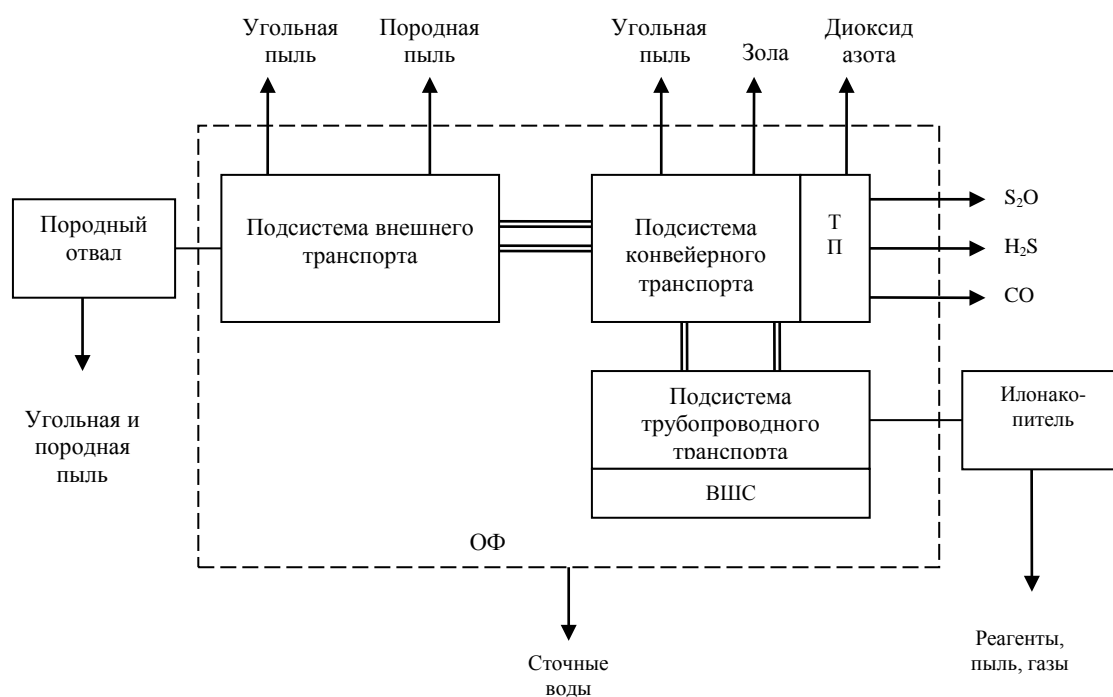 Угольная
пыль
Породная
пыль
Угольная
пыль
Зола
Диоксид
азота
Породный
отвал
Подсистема внешнего
транспорта
Подсистема
конвейерного
транспорта
Т
П
S₂O
H₂S
CO
Угольная и
породная
пыль
Подсистема
трубопроводного
транспорта
ВШС
Илонако-
питель
ОФ
Сточные
воды
Реагенты,
пыль, газы